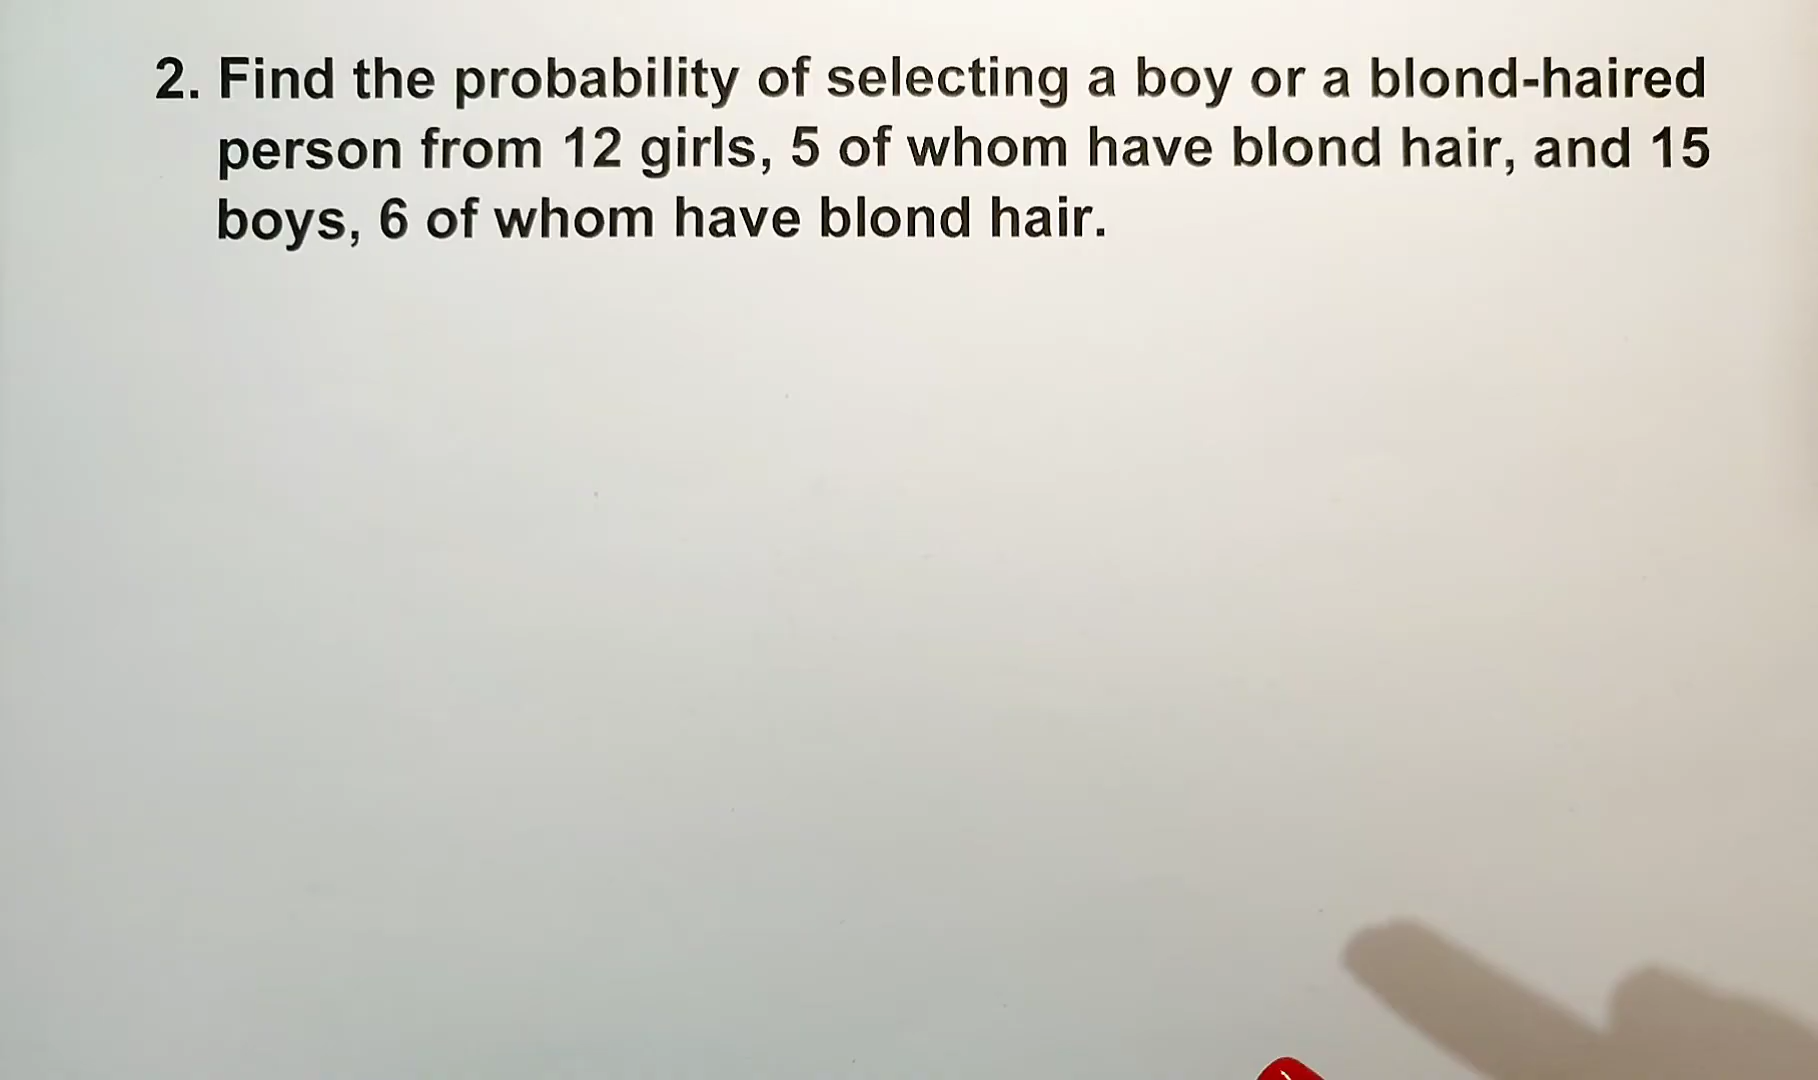 2. Find the probability of selecting a boy or a blond-haired
person from 12 girls, 5 of whom have blond hair, and 15
boys, 6 of whom have blond hair.